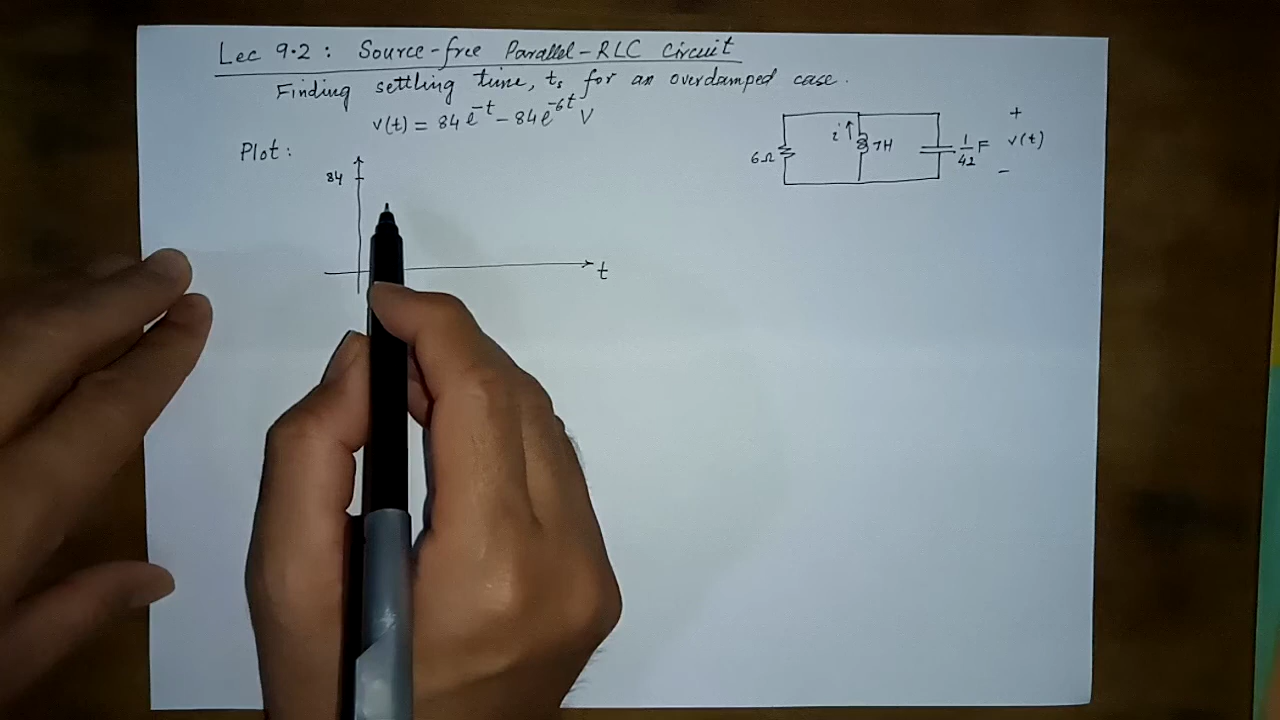 Lec 9.2 : Source-free Parallel-RLC Circuit
Finding settling time, ts for an overdamped case.
v(t) = 84 e^-t - 84 e^-6t V
Plot:
84
t
6Ω
i
7H
1/42 F
+
v(t)
-